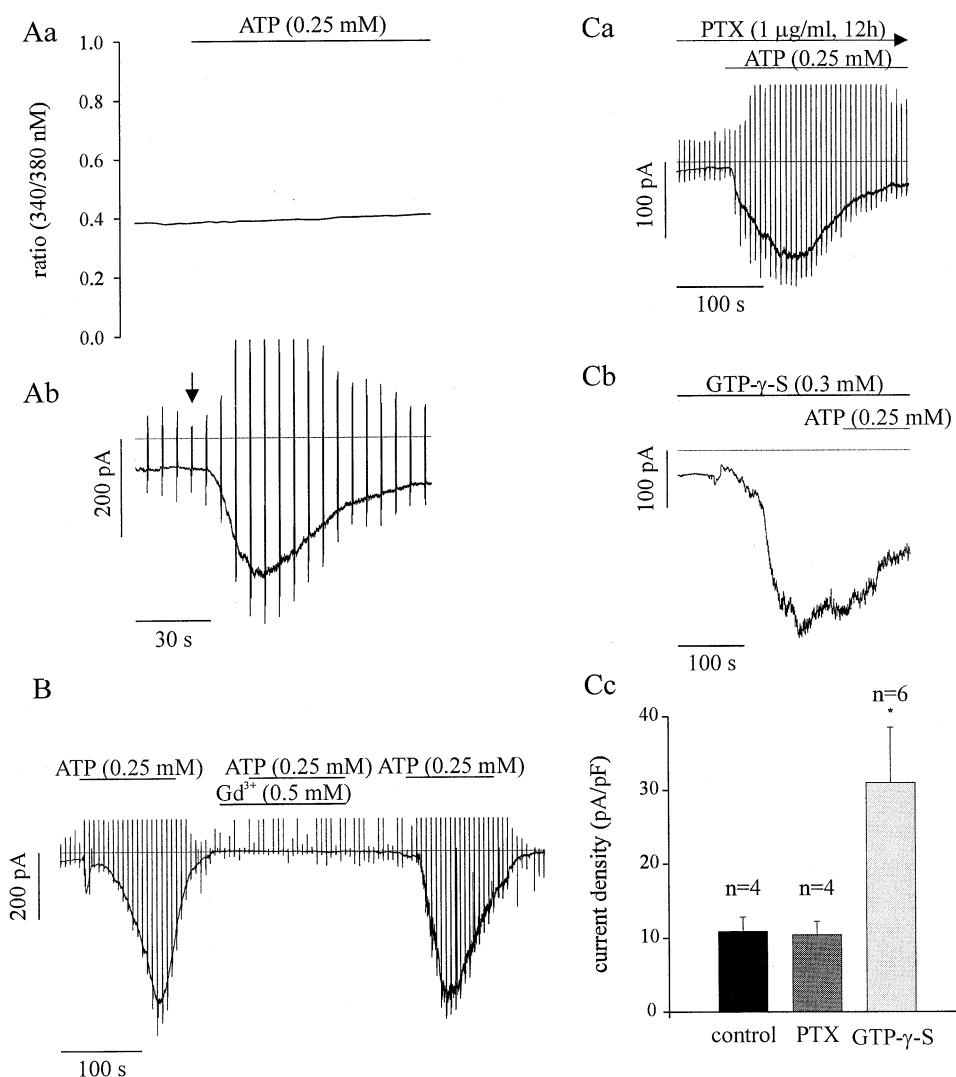 Aa
ATP (0.25 mM)
1.0
0.8
0.6
0.4
0.2
0.0
ratio (340/380 nM)
Ab
200 pA
30 s
B
ATP (0.25 mM)
ATP (0.25 mM)
ATP (0.25 mM)
Gd³⁺ (0.5 mM)
200 pA
100 s
Ca
PTX (1 μg/ml, 12h)
ATP (0.25 mM)
100 pA
100 s
Cb
GTP-γ-S (0.3 mM)
ATP (0.25 mM)
100 pA
100 s
Cc
n=6
*
40
30
20
10
0
current density (pA/pF)
n=4
n=4
control
PTX
GTP-γ-S